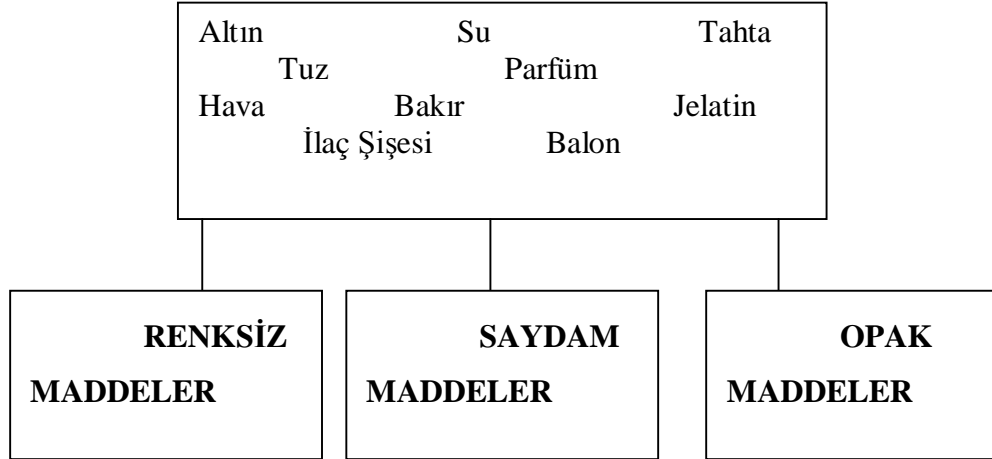 Altın Su Tahta
Tuz Parfüm
Hava Bakır Jelatin
İlaç Şişesi Balon
RENKSİZ
MADDELER
SAYDAM
MADDELER
OPAK
MADDELER